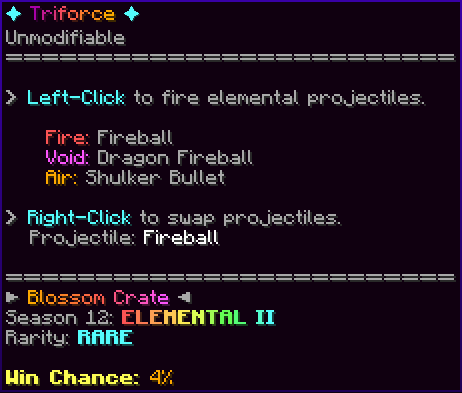 ✦ Triforce ✦
Unmodifiable
======================================
> Left-Click to fire elemental projectiles.
Fire: Fireball
Void: Dragon Fireball
Air: Shulker Bullet
> Right-Click to swap projectiles.
Projectile: Fireball
======================================
► Blossom Crate ◄
Season 12: ELEMENTAL II
Rarity: RARE
Win Chance: 4%